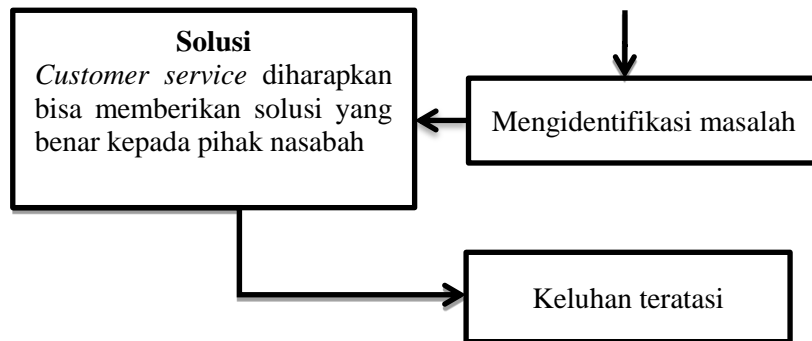 Solusi
Customer service diharapkan
bisa memberikan solusi yang
benar kepada pihak nasabah
Mengidentifikasi masalah
Keluhan teratasi